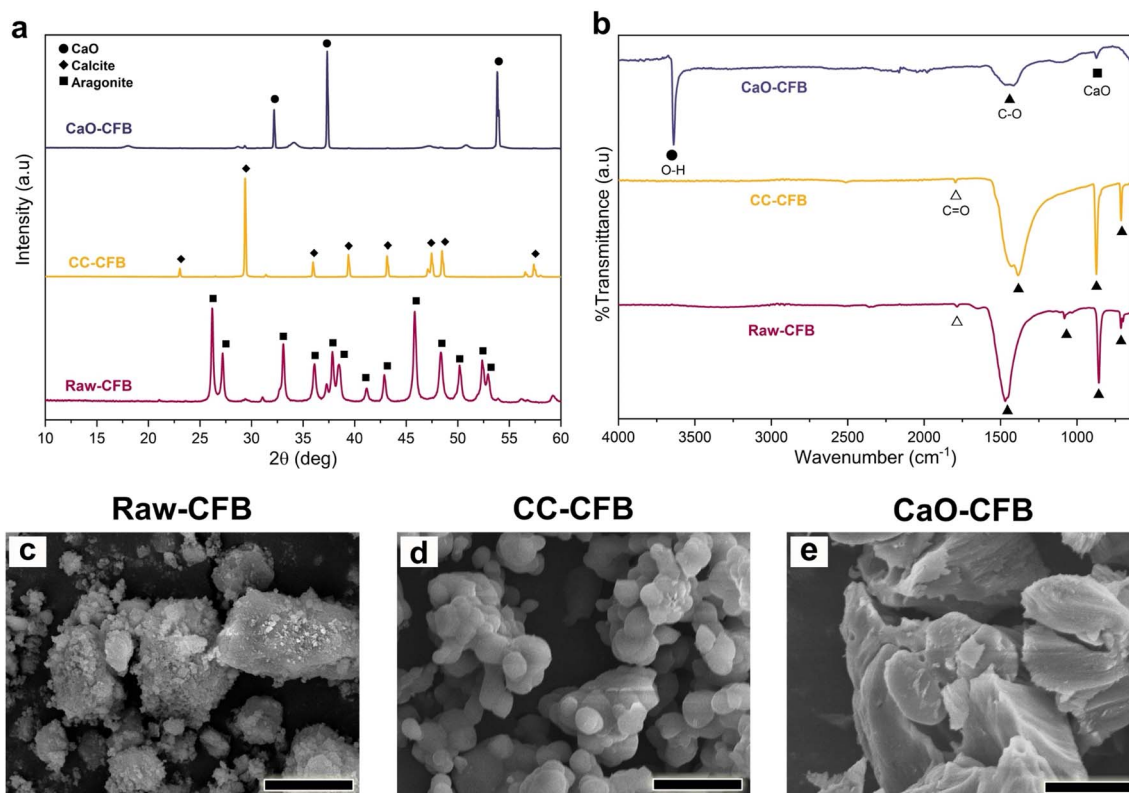 a
● CaO
◆ Calcite
■ Aragonite
CaO-CFB
CC-CFB
Raw-CFB
Intensity (a.u)
10 15 20 25 30 35 40 45 50 55 60
2θ (deg)
b
CaO-CFB
O-H
C-O
CaO
CC-CFB
C=O
Raw-CFB
%Transmittance (a.u)
4000 3500 3000 2500 2000 1500 1000
Wavenumber (cm⁻¹)
Raw-CFB CC-CFB CaO-CFB
c d e